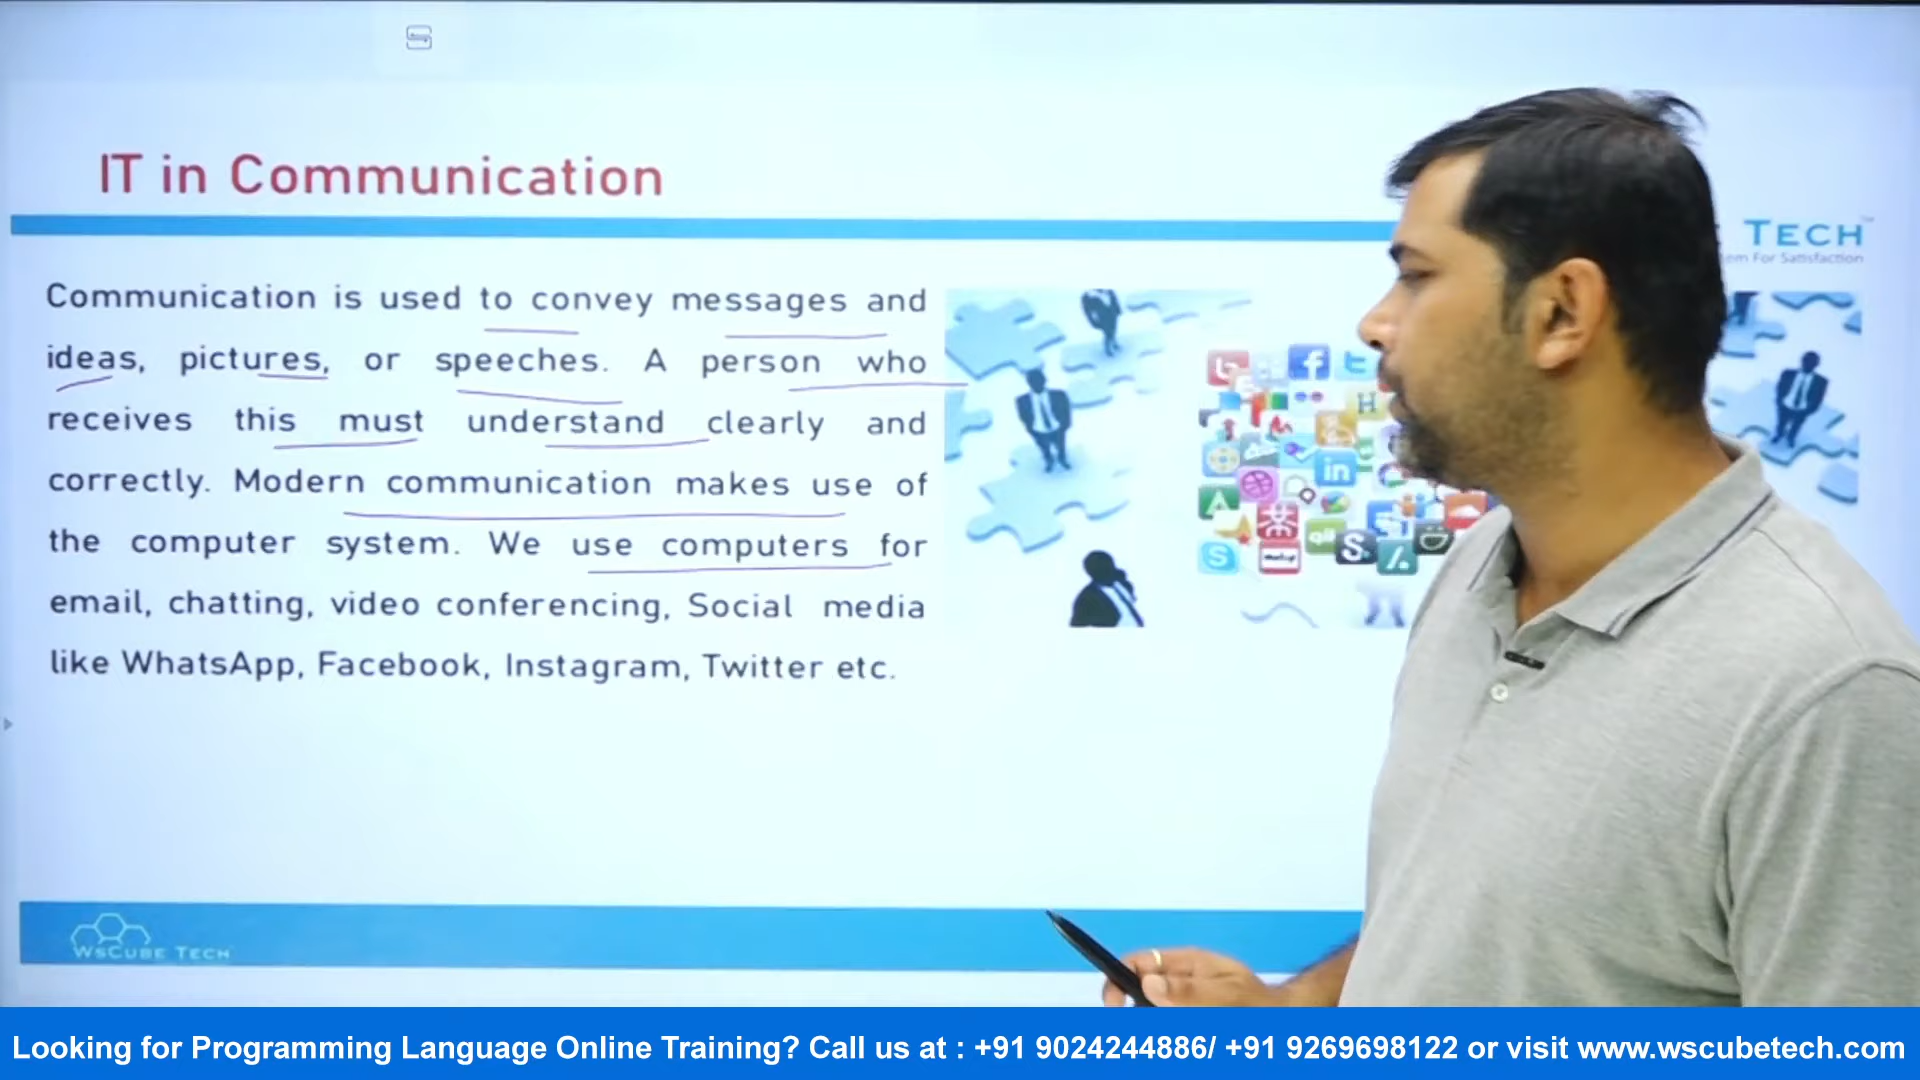 IT in Communication
TECH
For Satisfaction
Communication is used to convey messages and
ideas, pictures, or speeches. A person who
receives this must understand clearly and
correctly. Modern communication makes use of
the computer system. We use computers for
email, chatting, video conferencing, Social media
like WhatsApp, Facebook, Instagram, Twitter etc.
in
WSCUBE TECH
Looking for Programming Language Online Training? Call us at : +91 9024244886/ +91 9269698122 or visit www.wscubetech.com